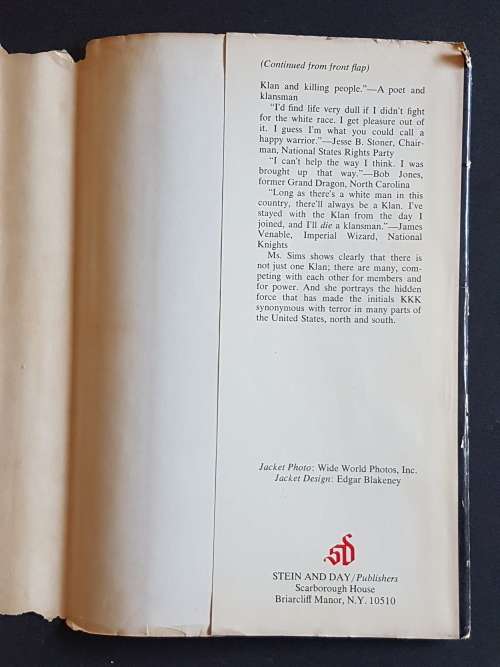 (Continued from front flap)
Klan and killing people."—A poet and
klansman
"I'd find life very dull if I didn't fight
for the white race. I get pleasure out of
it. I guess I'm what you could call a
happy warrior."—Jesse B. Stoner, Chair-
man, National States Rights Party
"I can't help the way I think. I was
brought up that way."—Bob Jones,
former Grand Dragon, North Carolina
"Long as there's a white man in this
country, there'll always be a Klan. I've
stayed with the Klan from the day I
joined, and I'll die a klansman."—James
Venable, Imperial Wizard, National
Knights
Ms. Sims shows clearly that there is
not just one Klan; there are many, com-
peting with each other for members and
for power. And she portrays the hidden
force that has made the initials KKK
synonymous with terror in many parts of
the United States, north and south.
Jacket Photo: Wide World Photos, Inc.
Jacket Design: Edgar Blakeney
sd
STEIN AND DAY/Publishers
Scarborough House
Briarcliff Manor, N.Y. 10510